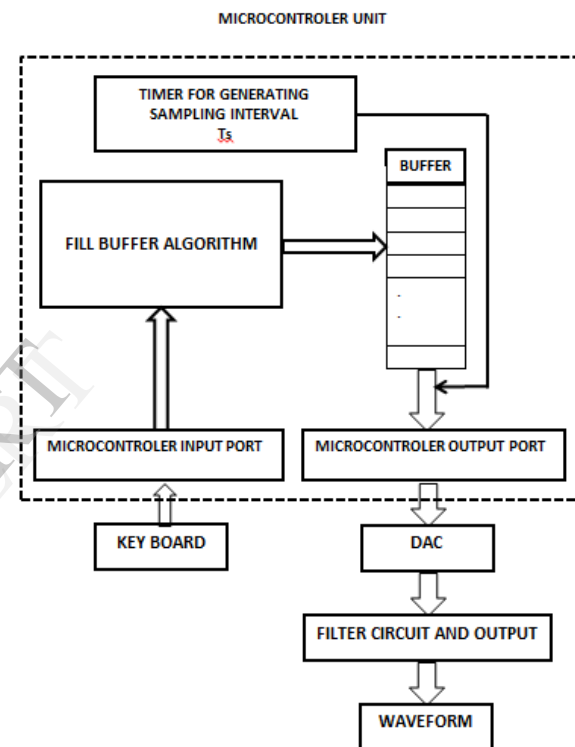 MICROCONTROLER UNIT
TIMER FOR GENERATING
SAMPLING INTERVAL
Ts
BUFFER
FILL BUFFER ALGORITHM
MICROCONTROLER INPUT PORT
MICROCONTROLER OUTPUT PORT
KEY BOARD
DAC
FILTER CIRCUIT AND OUTPUT
WAVEFORM